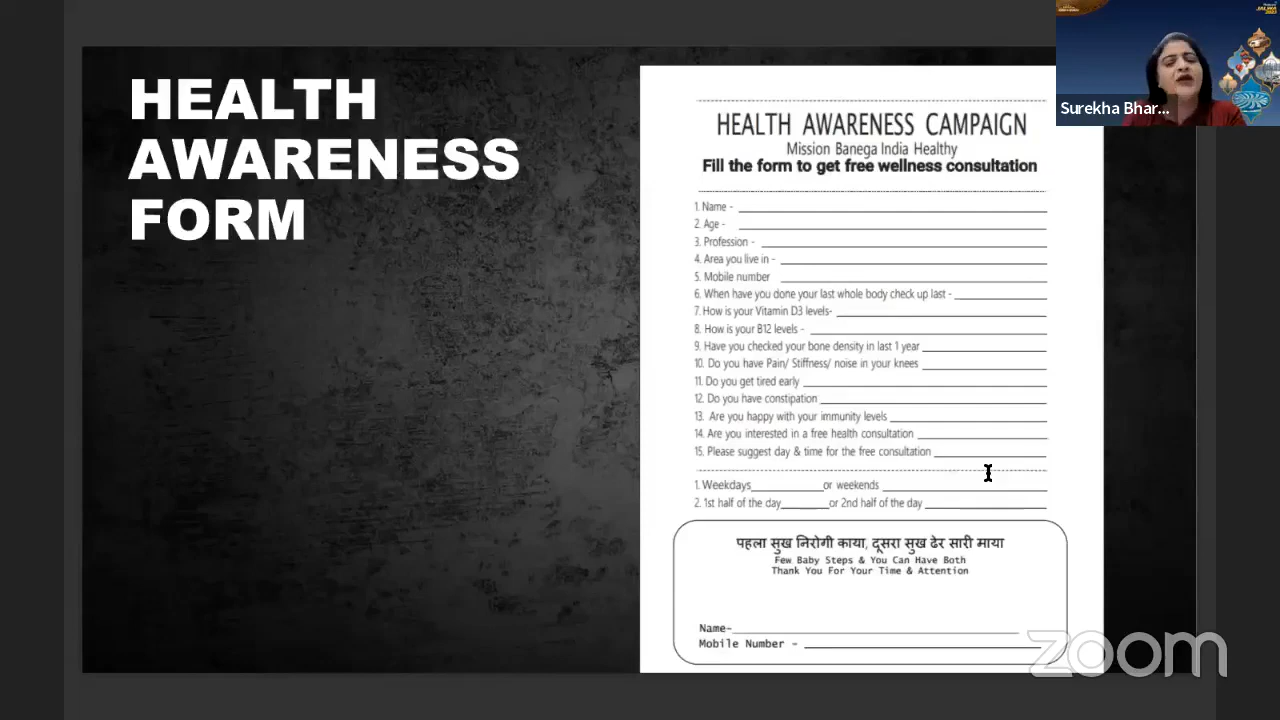 HEALTH
AWARENESS
FORM
HEALTH AWARENESS CAMPAIGN
Mission Banega India Healthy
Fill the form to get free wellness consultation
1. Name -
2. Age -
3. Profession -
4. Area you live in -
5. Mobile number
6. When have you done your last whole body check up last -
7. How is your Vitamin D3 levels-
8. How is your B12 levels -
9. Have you checked your bone density in last 1 year
10. Do you have Pain/ Stiffness/ noise in your knees
11. Do you get tired early
12. Do you have constipation
13. Are you happy with your immunity levels
14. Are you interested in a free health consultation
15. Please suggest day & time for the free consultation
1. Weekdays____________or weekends
2. 1st half of the day________or 2nd half of the day
पहला सुख निरोगी काया, दूसरा सुख ढेर सारी माया
Few Baby Steps & You Can Have Both
Thank You For Your Time & Attention
Name-
Mobile Number -
Surekha Bhar...
zoom